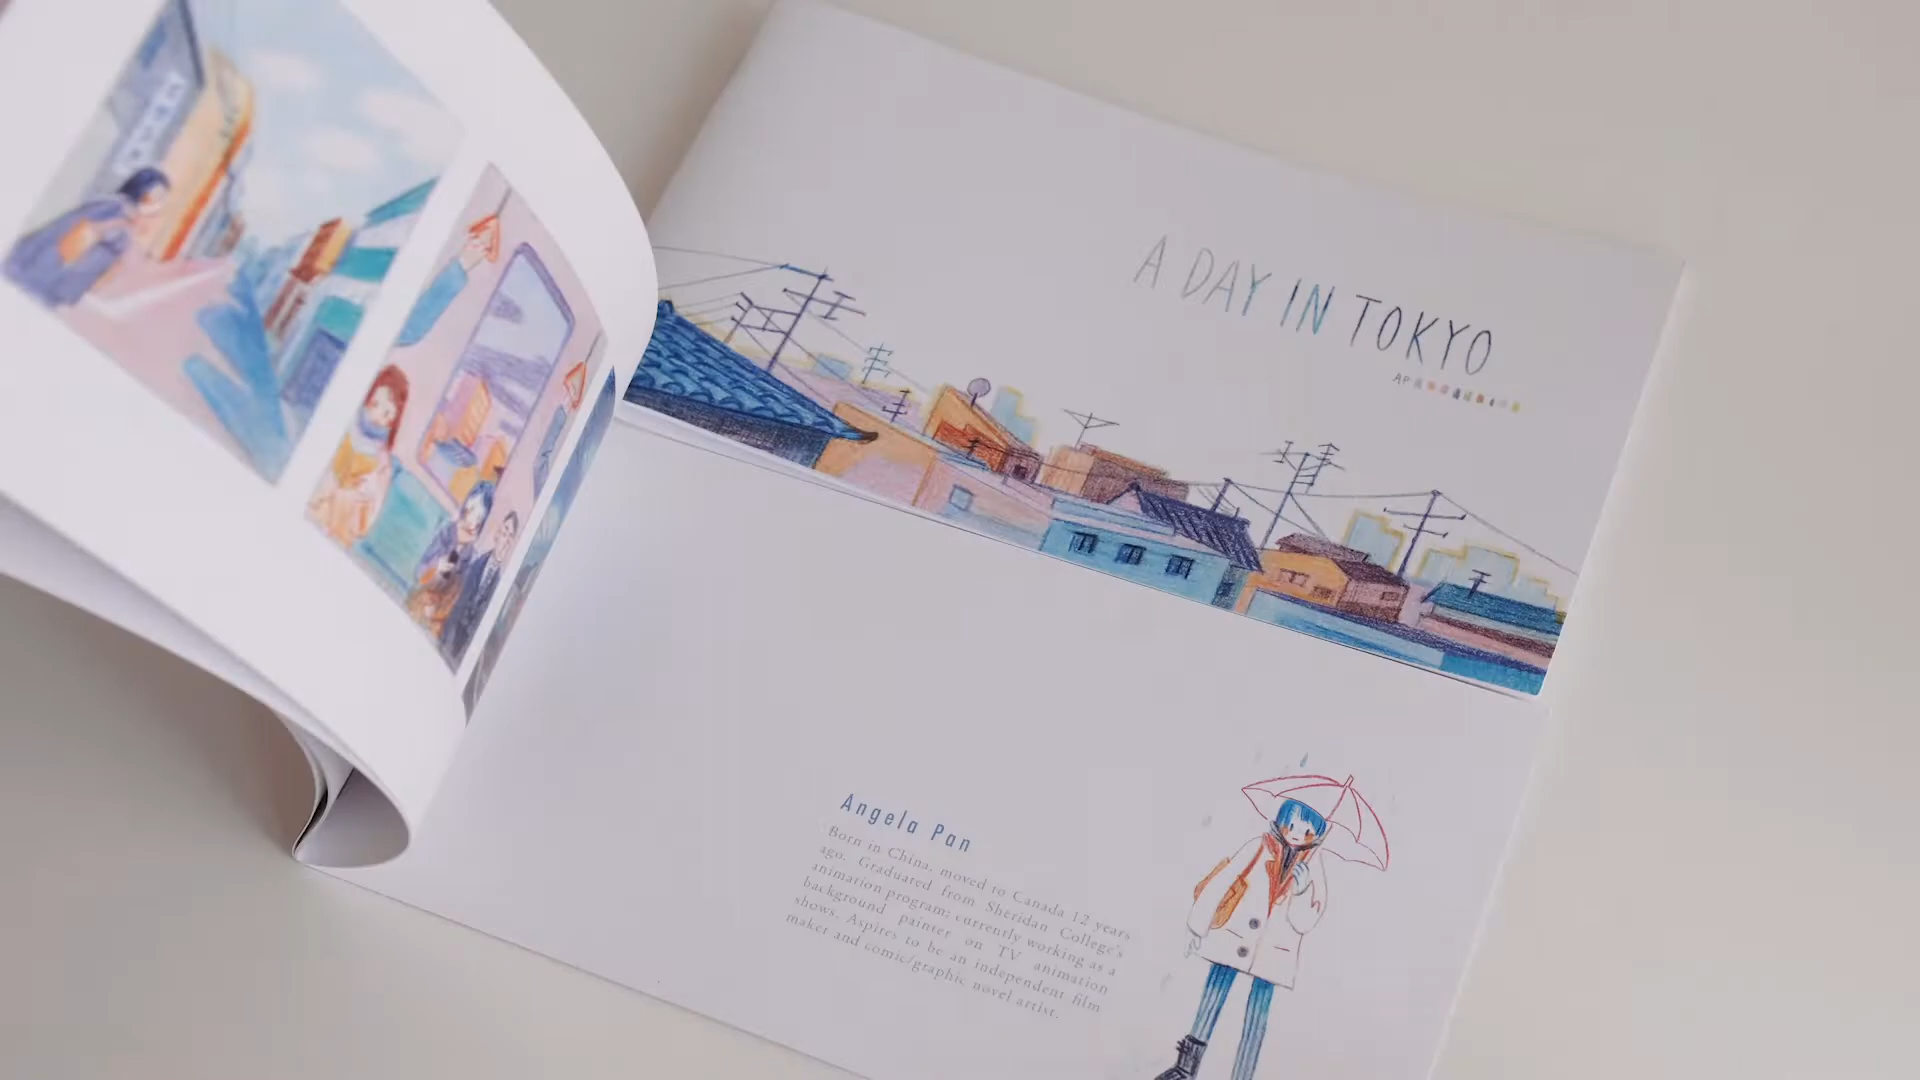 A DAY IN TOKYO
AP
Angela Pan
Born in China, moved to Canada 12 years
ago. Graduated from Sheridan College's
animation program; currently working as a
background painter on TV animation
shows. Aspires to be an independent film
maker and comic/graphic novel artist.